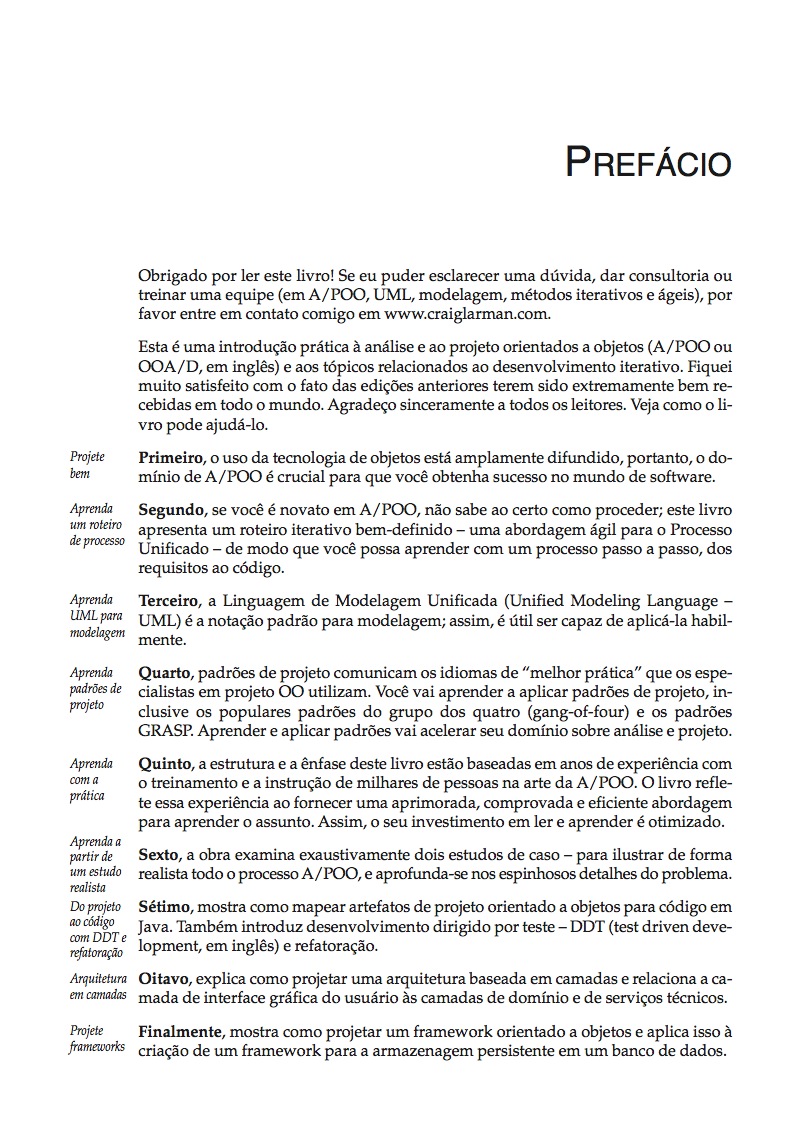 PREFÁCIO
Obrigado por ler este livro! Se eu puder esclarecer uma dúvida, dar consultoria ou
treinar uma equipe (em A/POO, UML, modelagem, métodos iterativos e ágeis), por
favor entre em contato comigo em www.craiglarman.com.
Esta é uma introdução prática à análise e ao projeto orientados a objetos (A/POO ou
OOA/D, em inglês) e aos tópicos relacionados ao desenvolvimento iterativo. Fiquei
muito satisfeito com o fato das edições anteriores terem sido extremamente bem re-
cebidas em todo o mundo. Agradeço sinceramente a todos os leitores. Veja como o li-
vro pode ajudá-lo.
Projete
bem
Primeiro, o uso da tecnologia de objetos está amplamente difundido, portanto, o do-
mínio de A/POO é crucial para que você obtenha sucesso no mundo de software.
Aprenda
um roteiro
de processo
Segundo, se você é novato em A/POO, não sabe ao certo como proceder; este livro
apresenta um roteiro iterativo bem-definido – uma abordagem ágil para o Processo
Unificado – de modo que você possa aprender com um processo passo a passo, dos
requisitos ao código.
Aprenda
UML para
modelagem
Terceiro, a Linguagem de Modelagem Unificada (Unified Modeling Language –
UML) é a notação padrão para modelagem; assim, é útil ser capaz de aplicá-la habil-
mente.
Aprenda
padrões de
projeto
Quarto, padrões de projeto comunicam os idiomas de “melhor prática” que os espe-
cialistas em projeto OO utilizam. Você vai aprender a aplicar padrões de projeto, in-
clusive os populares padrões do grupo dos quatro (gang-of-four) e os padrões
GRASP. Aprender e aplicar padrões vai acelerar seu domínio sobre análise e projeto.
Aprenda
com a
prática
Quinto, a estrutura e a ênfase deste livro estão baseadas em anos de experiência com
o treinamento e a instrução de milhares de pessoas na arte da A/POO. O livro refle-
te essa experiência ao fornecer uma aprimorada, comprovada e eficiente abordagem
para aprender o assunto. Assim, o seu investimento em ler e aprender é otimizado.
Aprenda a
partir de
um estudo
realista
Sexto, a obra examina exaustivamente dois estudos de caso – para ilustrar de forma
realista todo o processo A/POO, e aprofunda-se nos espinhosos detalhes do problema.
Do projeto
ao código
com DDT e
refatoração
Sétimo, mostra como mapear artefatos de projeto orientado a objetos para código em
Java. Também introduz desenvolvimento dirigido por teste – DDT (test driven deve-
lopment, em inglês) e refatoração.
Arquitetura
em camadas
Oitavo, explica como projetar uma arquitetura baseada em camadas e relaciona a ca-
mada de interface gráfica do usuário às camadas de domínio e de serviços técnicos.
Projete
frameworks
Finalmente, mostra como projetar um framework orientado a objetos e aplica isso à
criação de um framework para a armazenagem persistente em um banco de dados.